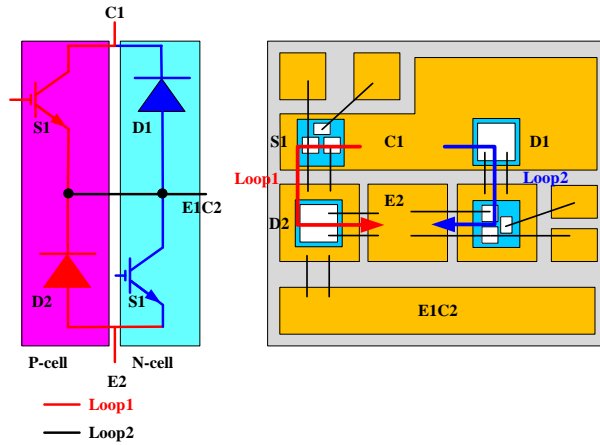 C1
S1
D1
E1C2
D2
S1
P-cell
N-cell
E2
Loop1
Loop2
S1
C1
D1
Loop1
Loop2
E2
D2
E1C2